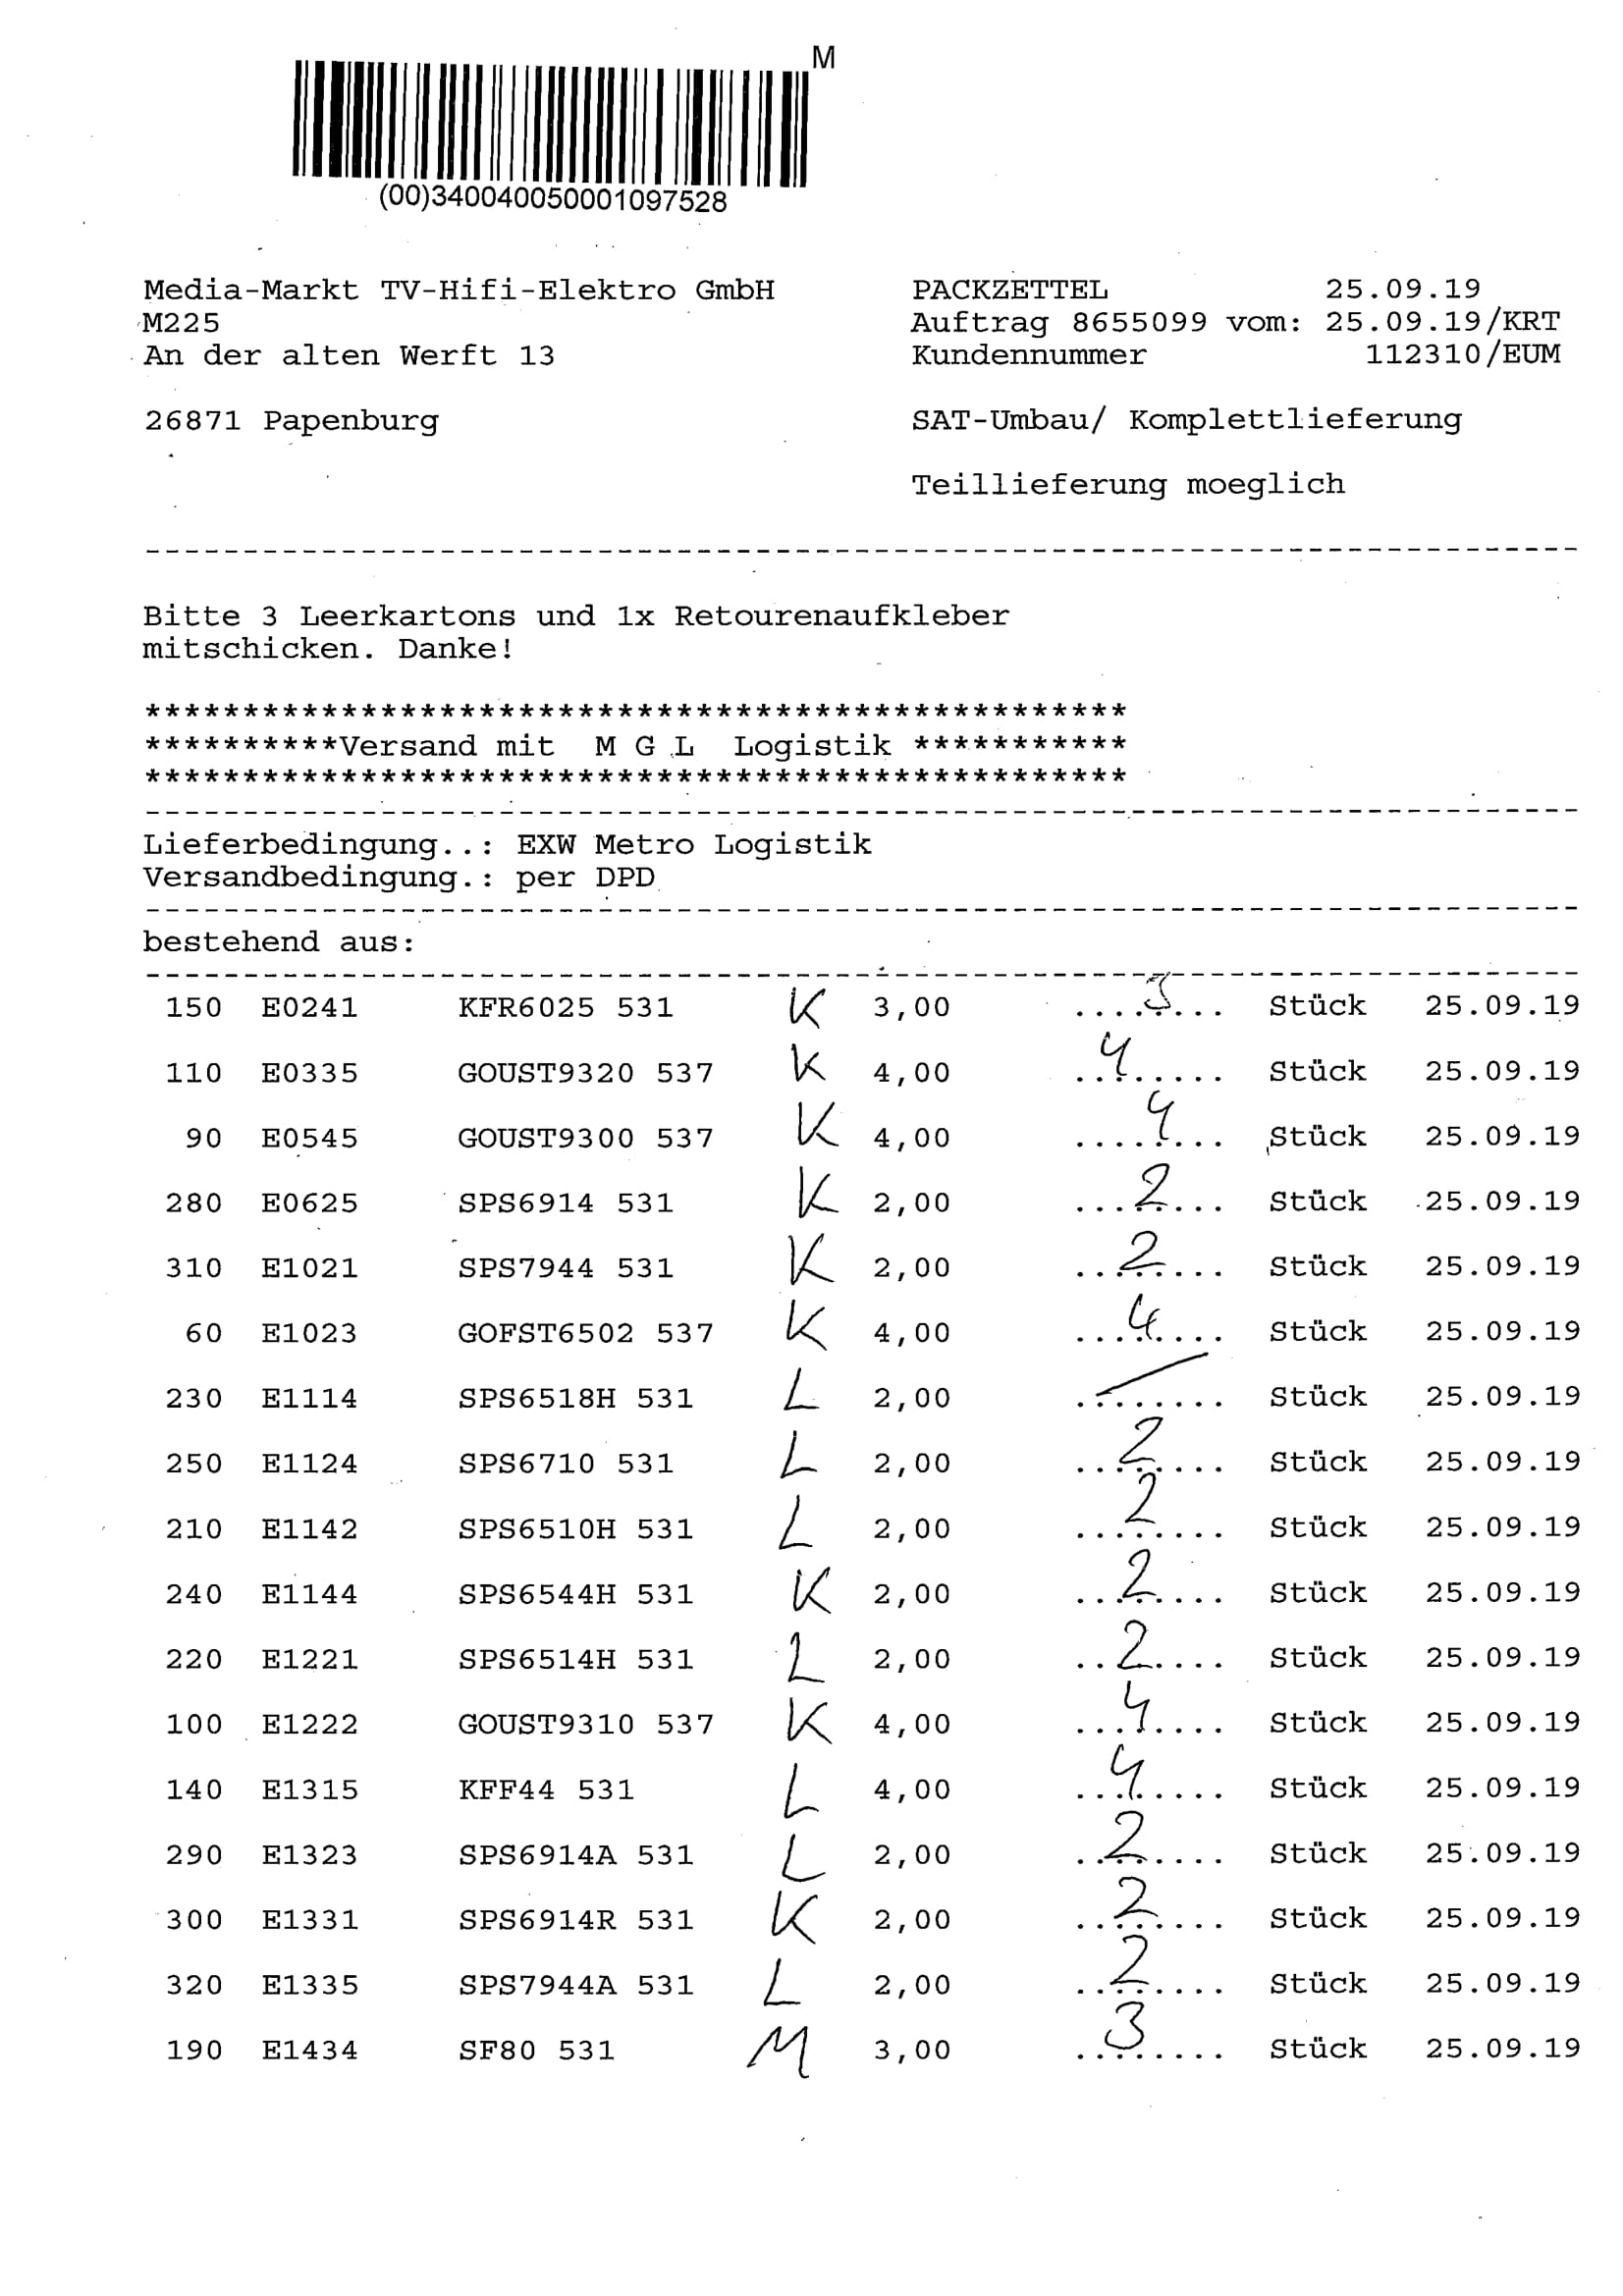 M
(00)340040050001097528
Media-Markt TV-Hifi-Elektro GmbH PACKZETTEL 25.09.19
M225 Auftrag 8655099 vom: 25.09.19/KRT
An der alten Werft 13 Kundennummer 112310/EUM
26871 Papenburg SAT-Umbau/ Komplettlieferung
Teillieferung moeglich
--------------------------------------------------------------------------
Bitte 3 Leerkartons und 1x Retourenaufkleber
mitschicken. Danke!
**************************************************
**********Versand mit M G L Logistik ***********
**************************************************
--------------------------------------------------------------------------
Lieferbedingung..: EXW Metro Logistik
Versandbedingung.: per DPD
--------------------------------------------------------------------------
bestehend aus:
--------------------------------------------------------------------------
150 E0241 KFR6025 531 K 3,00 ....3... Stück 25.09.19
110 E0335 GOUST9320 537 K 4,00 ..4..... Stück 25.09.19
90 E0545 GOUST9300 537 K 4,00 ....4... Stück 25.09.19
280 E0625 SPS6914 531 K 2,00 ...2.... Stück 25.09.19
310 E1021 SPS7944 531 K 2,00 ..2..... Stück 25.09.19
60 E1023 GOFST6502 537 K 4,00 ...4.... Stück 25.09.19
230 E1114 SPS6518H 531 L 2,00 ........ Stück 25.09.19
250 E1124 SPS6710 531 L 2,00 ..2..... Stück 25.09.19
210 E1142 SPS6510H 531 L 2,00 ...2.... Stück 25.09.19
240 E1144 SPS6544H 531 K 2,00 ...2.... Stück 25.09.19
220 E1221 SPS6514H 531 L 2,00 ..2..... Stück 25.09.19
100 E1222 GOUST9310 537 K 4,00 ...4.... Stück 25.09.19
140 E1315 KFF44 531 L 4,00 ...4.... Stück 25.09.19
290 E1323 SPS6914A 531 L 2,00 ..2..... Stück 25.09.19
300 E1331 SPS6914R 531 K 2,00 ..2..... Stück 25.09.19
320 E1335 SPS7944A 531 L 2,00 ..2..... Stück 25.09.19
190 E1434 SF80 531 M 3,00 ..3..... Stück 25.09.19